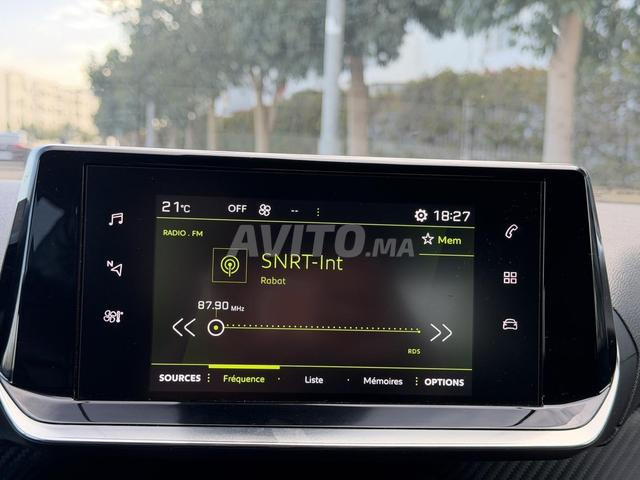 21°C OFF -- 18:27
RADIO . FM
AVITO.MA
Mem
SNRT-Int
Rabat
N
87.90 MHz
RDS
SOURCES Fréquence Liste Mémoires OPTIONS